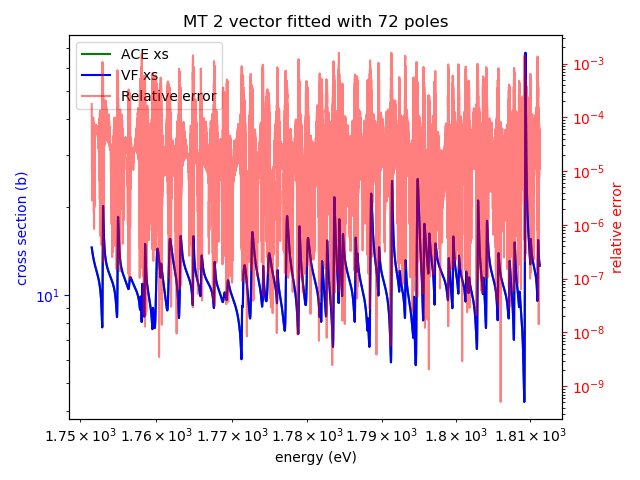 MT 2 vector fitted with 72 poles
ACE xs
VF xs
Relative error
cross section (b)
10¹
10⁻³
10⁻⁴
10⁻⁵
10⁻⁶
10⁻⁷
10⁻⁸
10⁻⁹
relative error
1.75 × 10³ 1.76 × 10³ 1.77 × 10³ 1.78 × 10³ 1.79 × 10³ 1.8 × 10³ 1.81 × 10³
energy (eV)